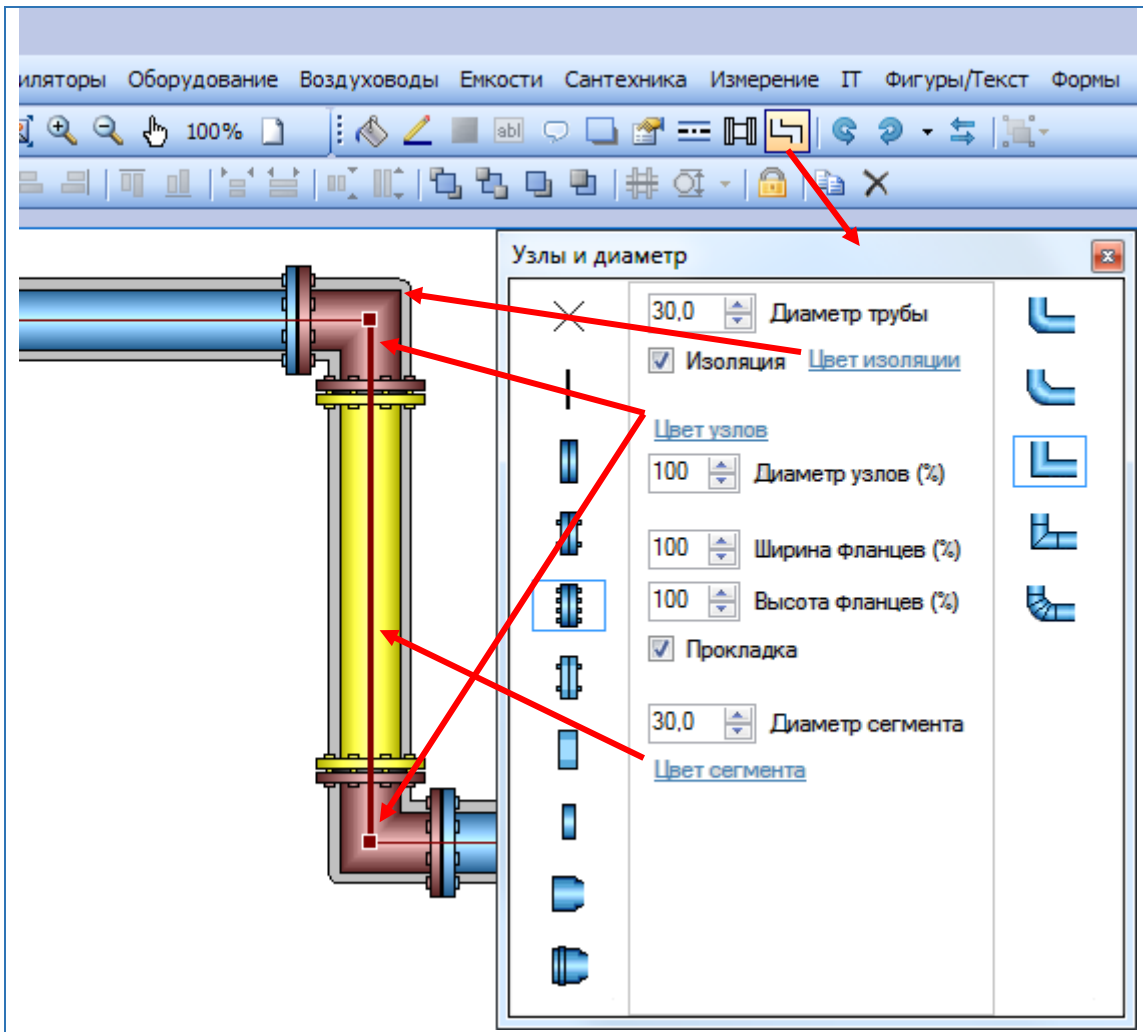 иляторы Оборудование Воздуховоды Емкости Сантехника Измерение IT Фигуры/Текст Формы
100% abl
Узлы и диаметр
30,0 Диаметр трубы
Изоляция Цвет изоляции
Цвет узлов
100 Диаметр узлов (%)
100 Ширина фланцев (%)
100 Высота фланцев (%)
Прокладка
30,0 Диаметр сегмента
Цвет сегмента